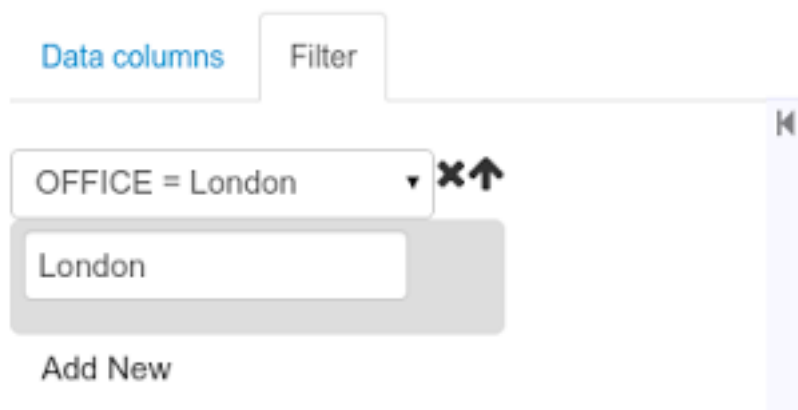 Data columns Filter
OFFICE = London
London
Add New